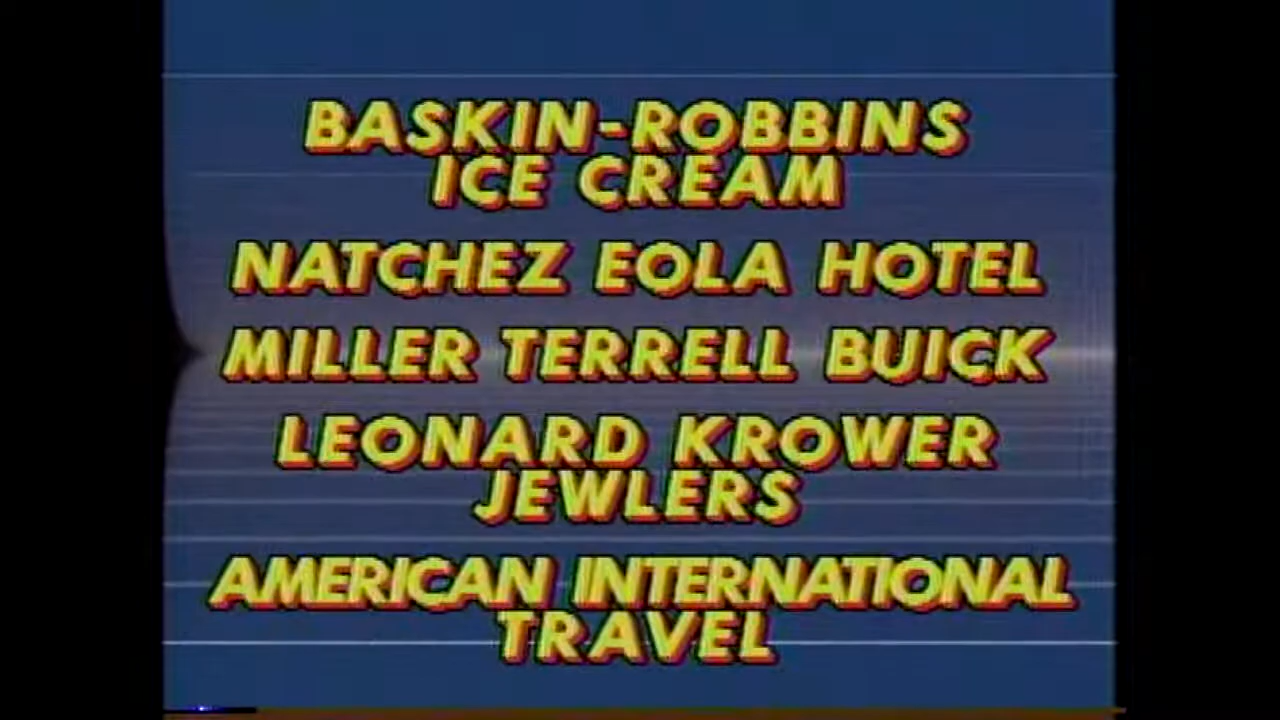 BASKIN-ROBBINS
ICE CREAM
NATCHEZ EOLA HOTEL
MILLER TERRELL BUICK
LEONARD KROWER
JEWLERS
AMERICAN INTERNATIONAL
TRAVEL